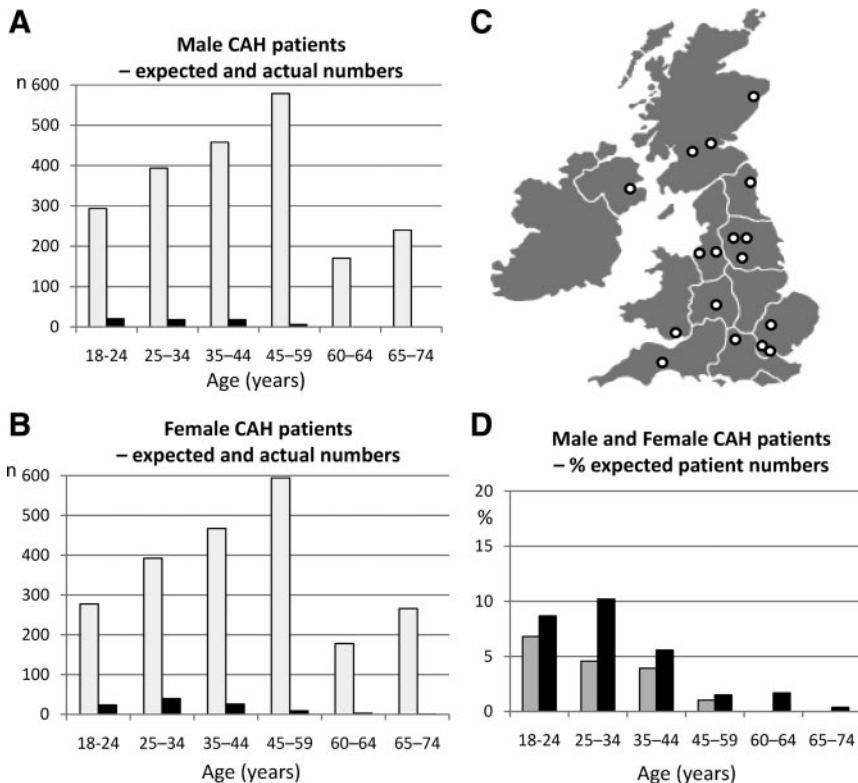 A
Male CAH patients
– expected and actual numbers
n
600
500
400
300
200
100
0
18-24 25–34 35–44 45–59 60–64 65–74
Age (years)
B
Female CAH patients
– expected and actual numbers
n
600
500
400
300
200
100
0
18-24 25–34 35–44 45–59 60–64 65–74
Age (years)
C
D
Male and Female CAH patients
– % expected patient numbers
20
%
15
10
5
0
18-24 25–34 35–44 45–59 60–64 65–74
Age (years)